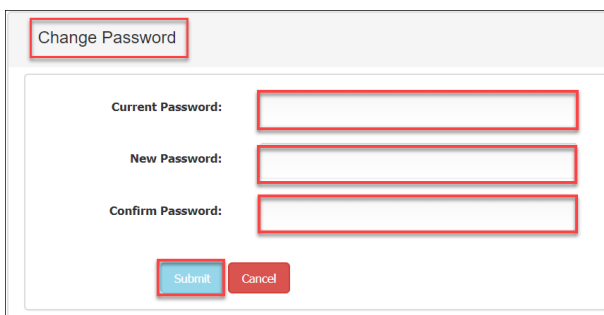 Change Password
Current Password:
New Password:
Confirm Password:
Submit Cancel